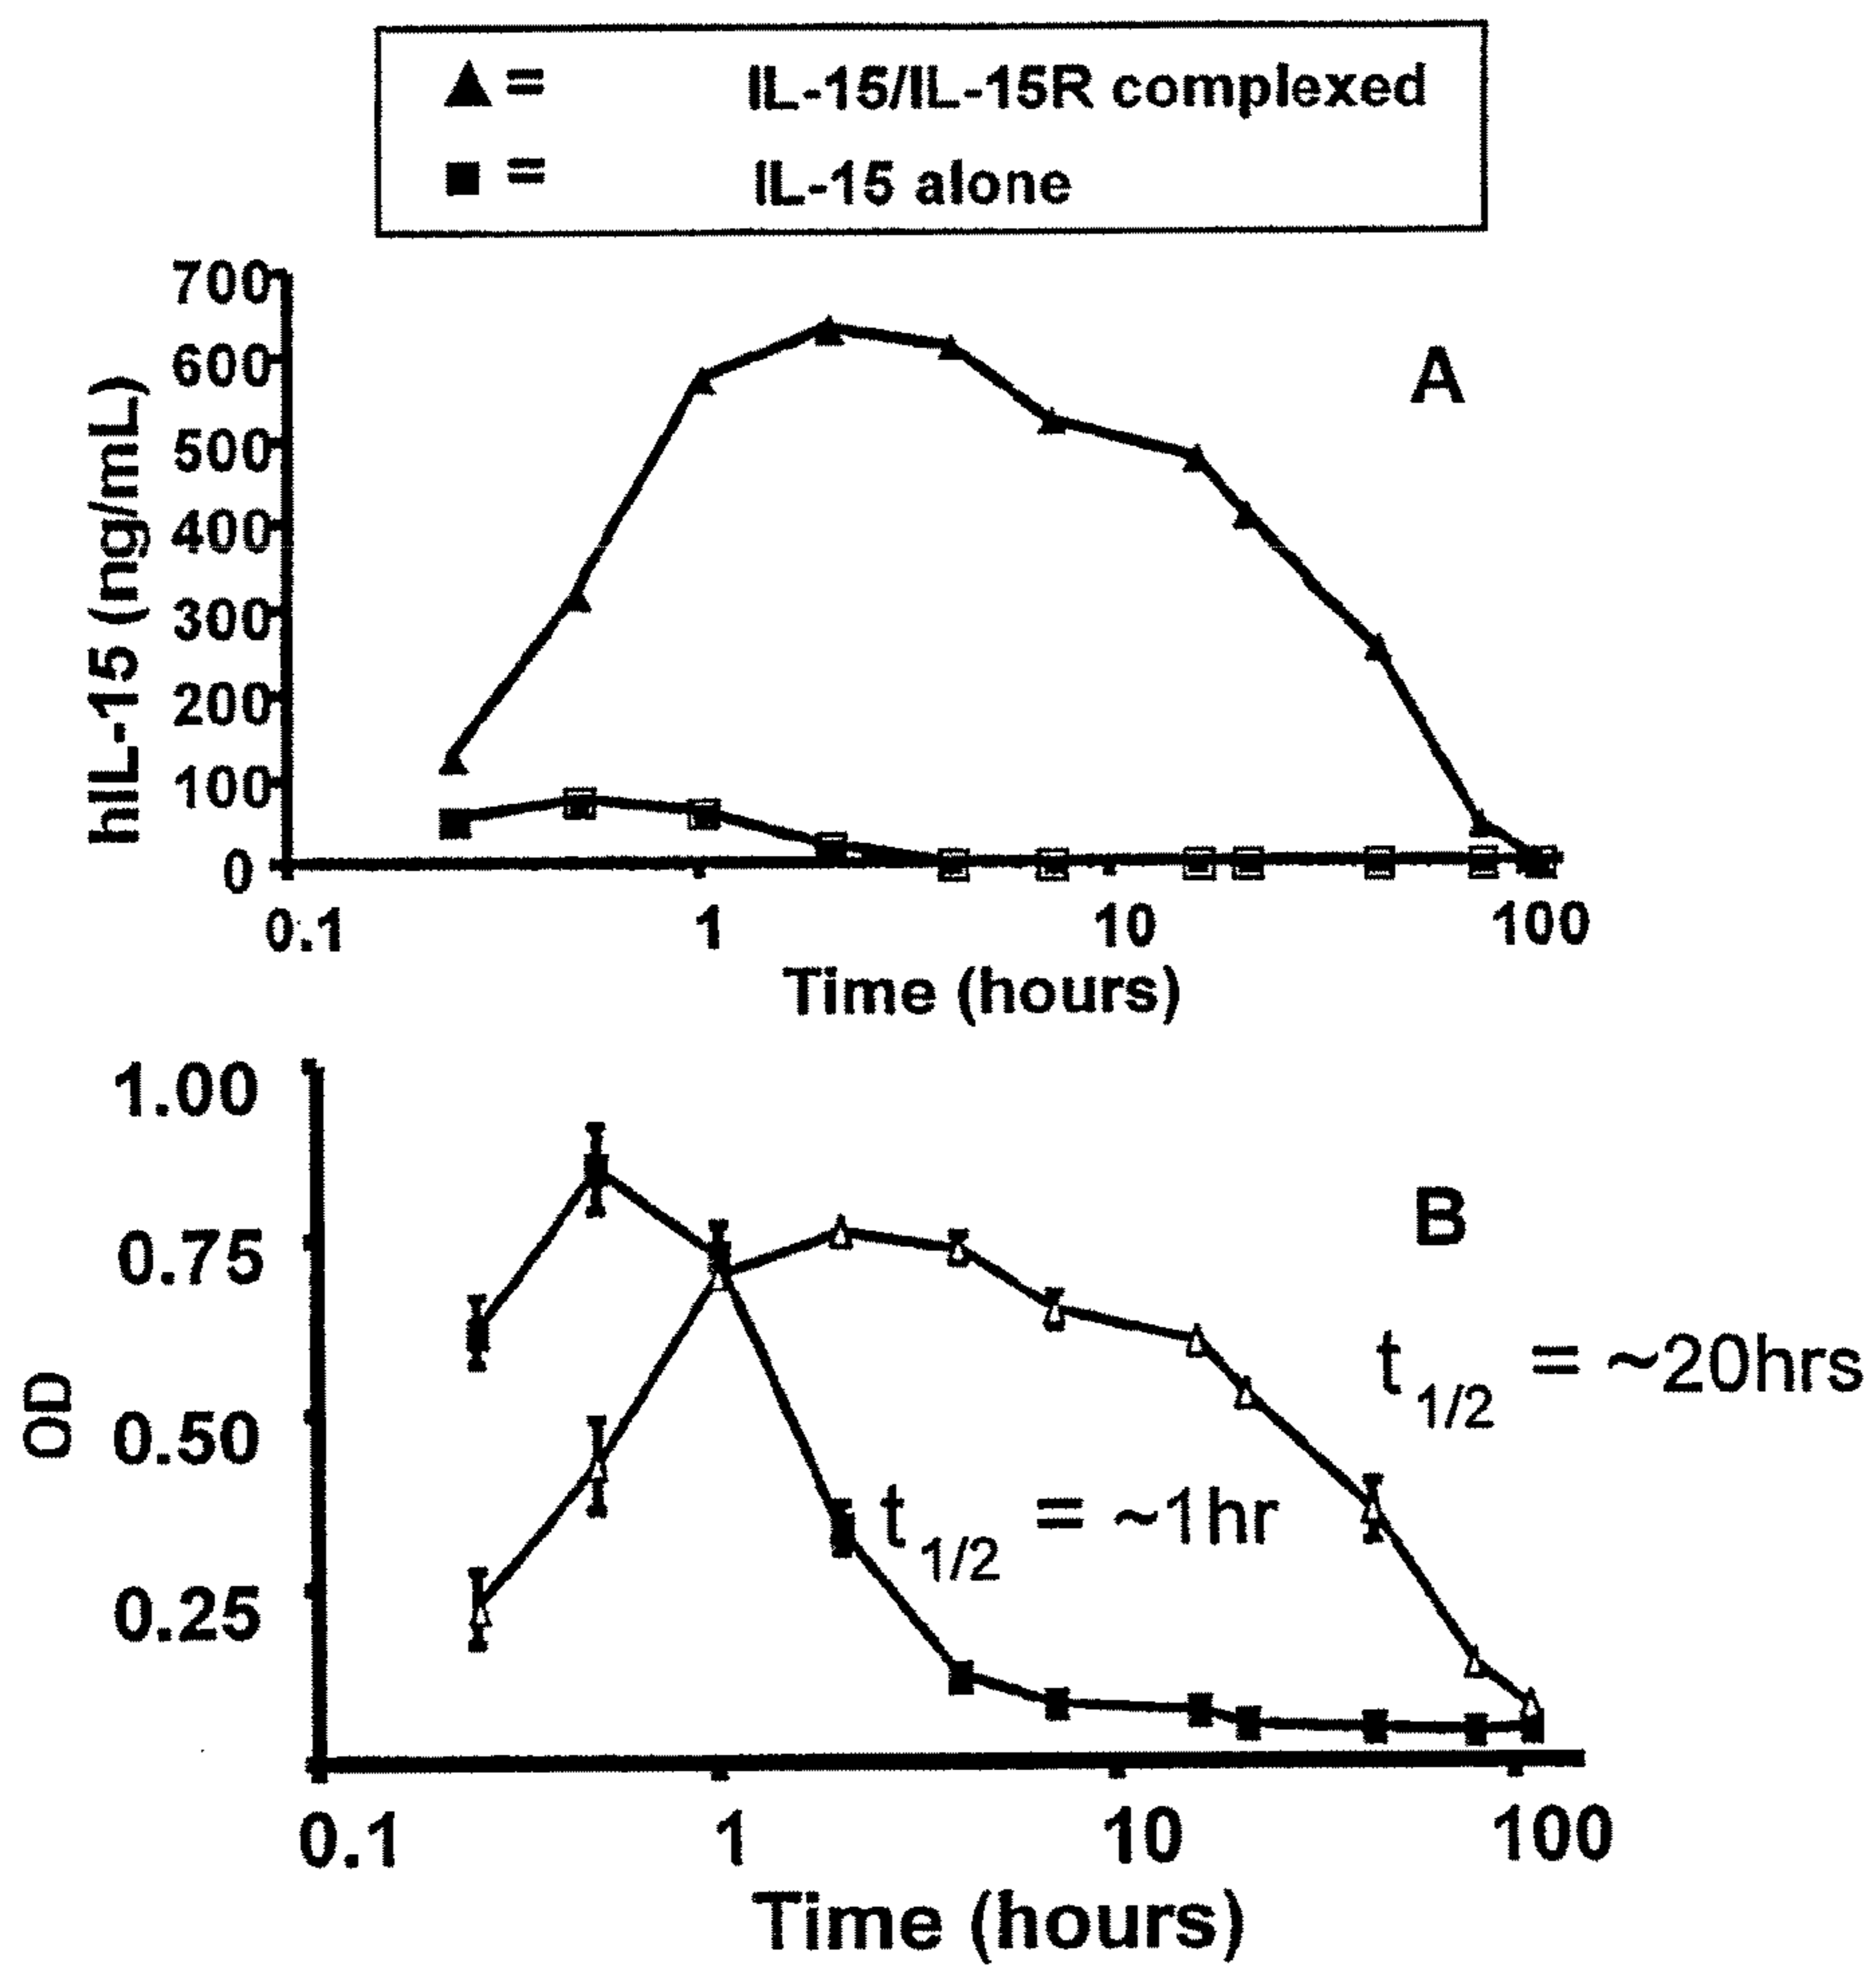 ▲ = IL-15/IL-15R complexed
■ = IL-15 alone
700
600
500
400
300
200
100
0
hIL-15 (ng/mL)
A
0.1 1 10 100
Time (hours)
1.00
0.75
0.50
0.25
OD
B
t 1/2 = ~20hrs
t 1/2 = ~1hr
0.1 1 10 100
Time (hours)